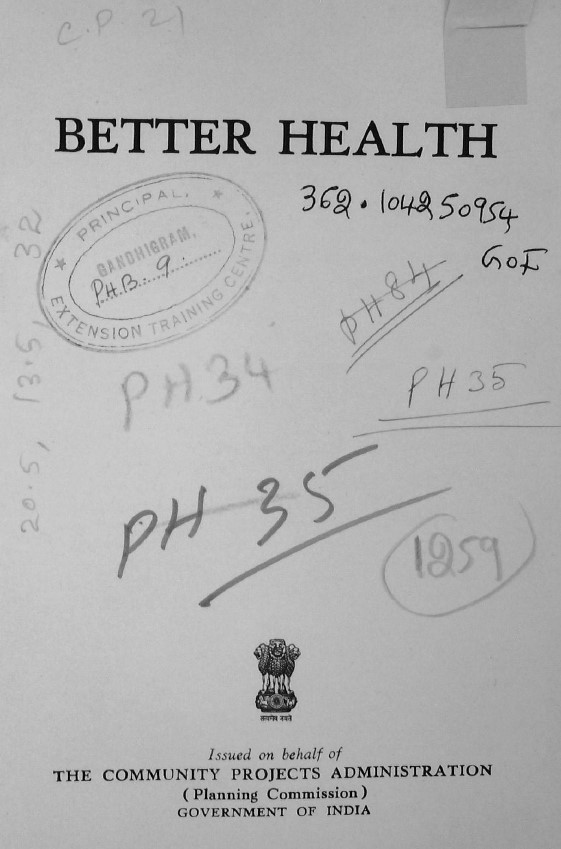 C.P. 21
BETTER HEALTH
362.104250954
GOI
PRINCIPAL,
GANDHIGRAM,
P.H.B. 9
EXTENSION TRAINING CENTRE.
PH 84
PH 34
PH 35
20.5, 13.5, 32
PH 35
1259
सत्यमेव जयते
Issued on behalf of
THE COMMUNITY PROJECTS ADMINISTRATION
( Planning Commission )
GOVERNMENT OF INDIA